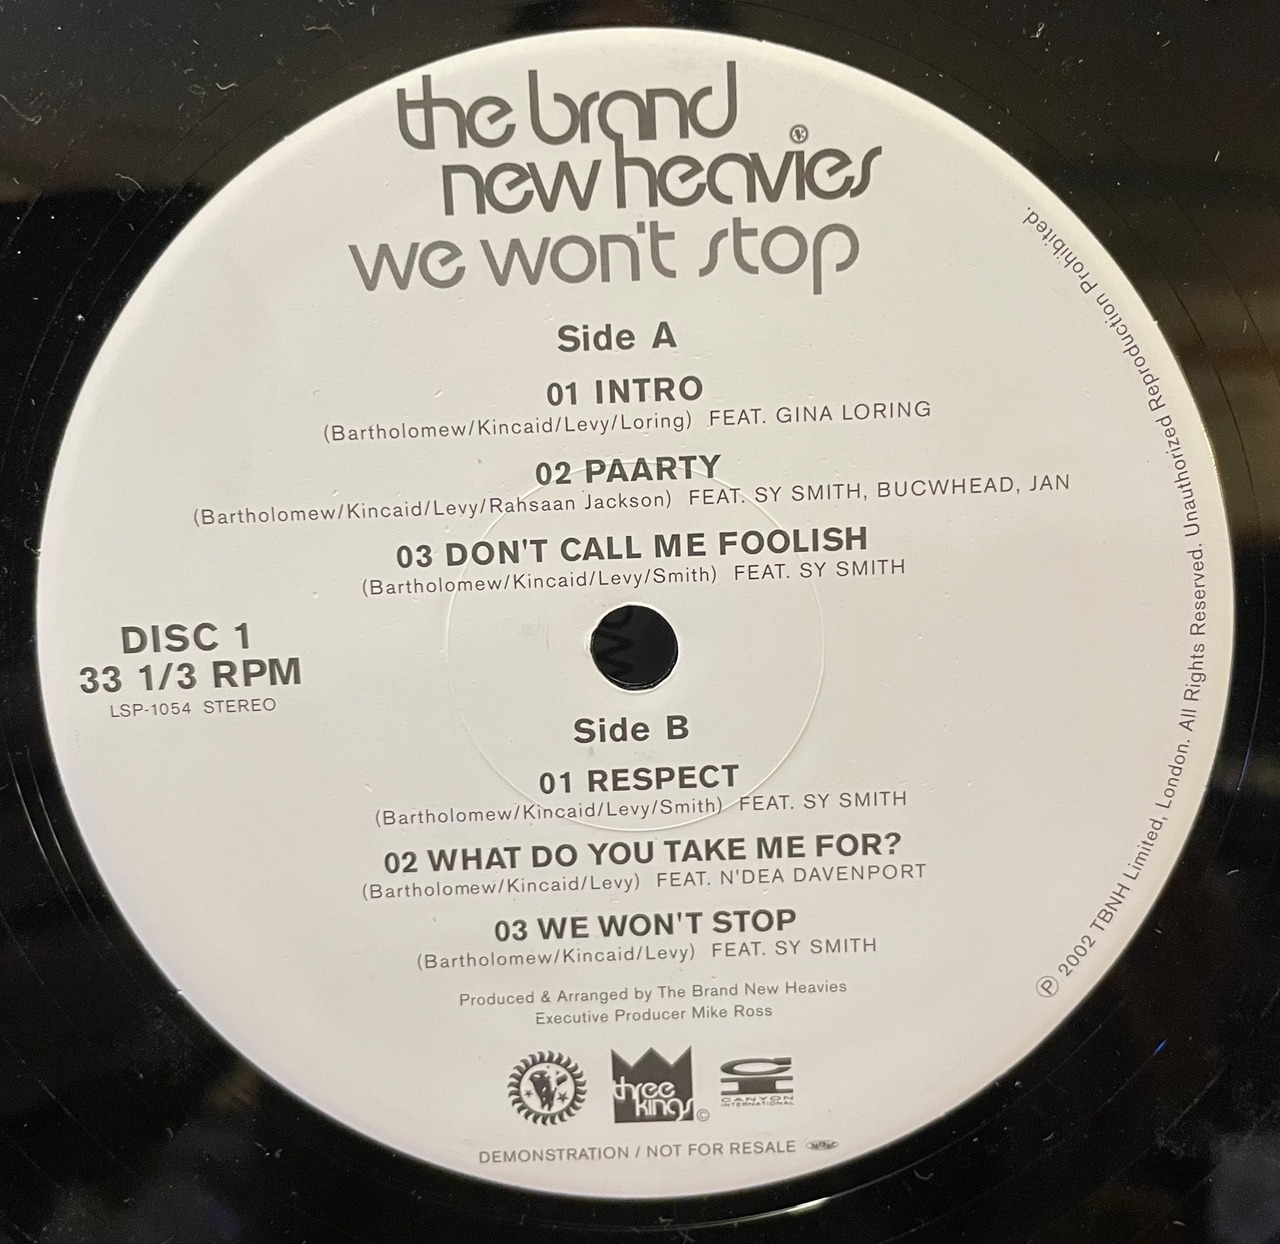 the brand
new heavies
we won't stop
Side A
01 INTRO
(Bartholomew/Kincaid/Levy/Loring) FEAT. GINA LORING
02 PAARTY
(Bartholomew/Kincaid/Levy/Rahsaan Jackson) FEAT. SY SMITH, BUCWHEAD, JAN
03 DON'T CALL ME FOOLISH
(Bartholomew/Kincaid/Levy/Smith) FEAT. SY SMITH
DISC 1
33 1/3 RPM
LSP-1054 STEREO
Side B
01 RESPECT
(Bartholomew/Kincaid/Levy/Smith) FEAT. SY SMITH
02 WHAT DO YOU TAKE ME FOR?
(Bartholomew/Kincaid/Levy) FEAT. N'DEA DAVENPORT
03 WE WON'T STOP
(Bartholomew/Kincaid/Levy) FEAT. SY SMITH
Produced & Arranged by The Brand New Heavies
Executive Producer Mike Ross
three
kings ©
CANYON
INTERNATIONAL
DEMONSTRATION / NOT FOR RESALE
℗ 2002 TBNH Limited, London. All Rights Reserved. Unauthorized Reproduction Prohibited.